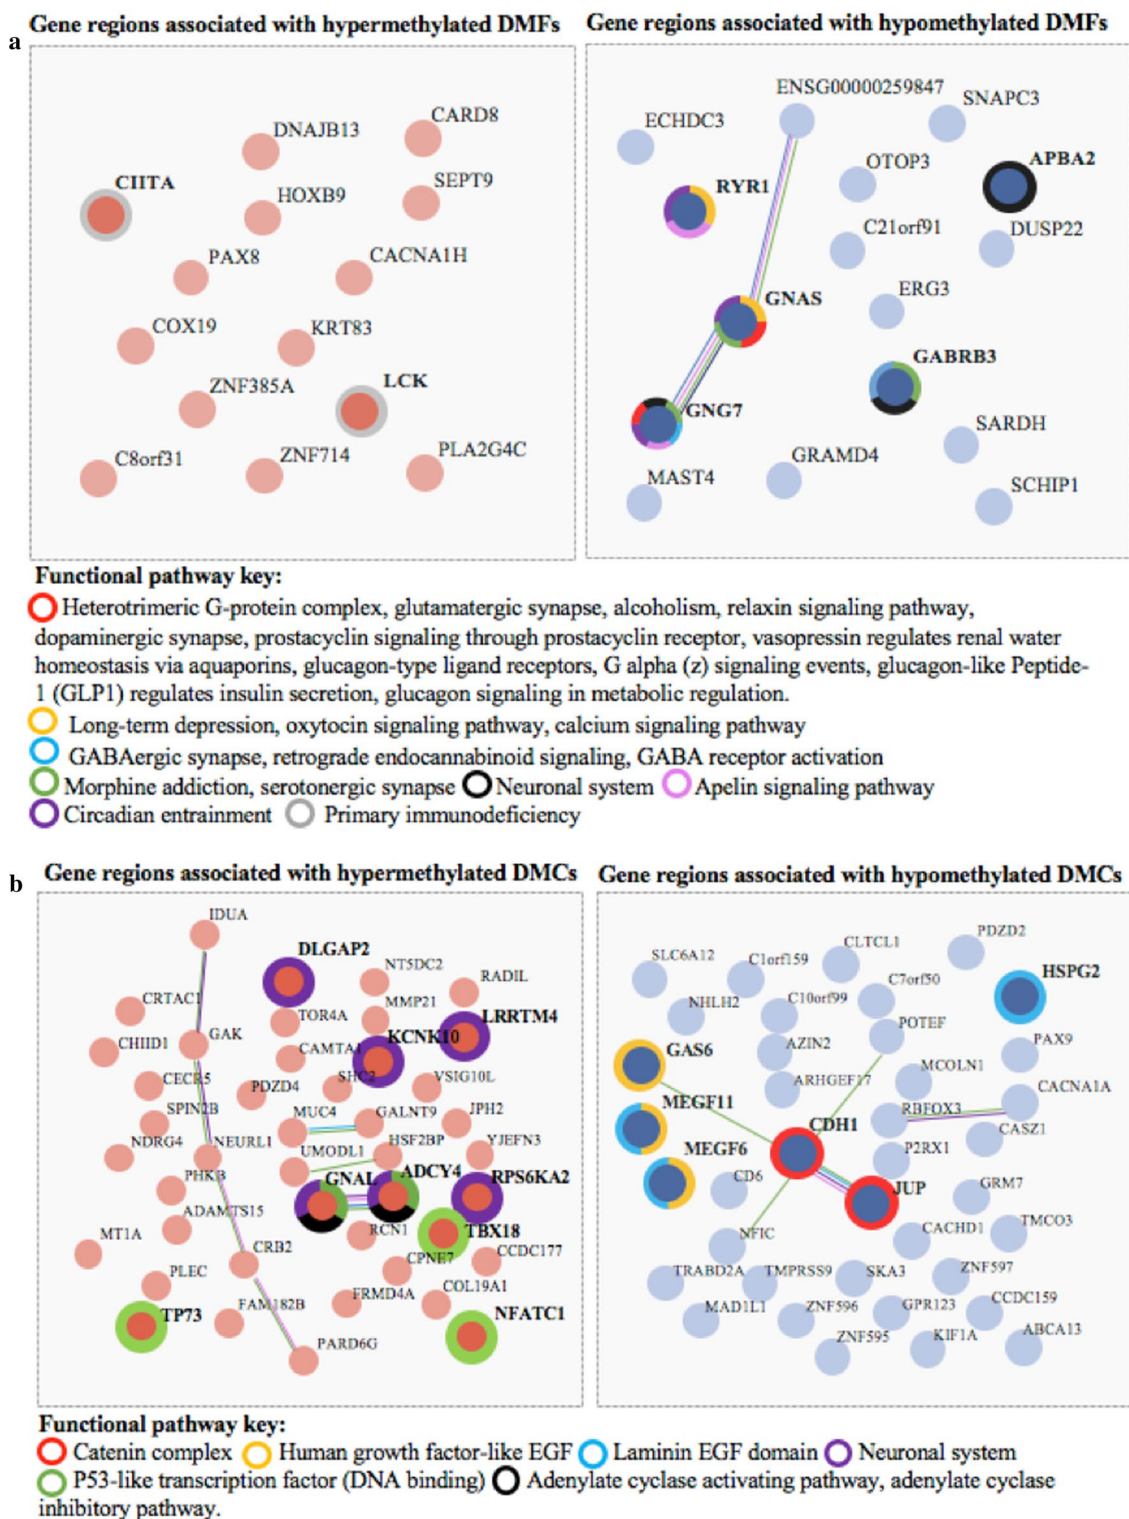 a
Gene regions associated with hypermethylated DMFs
Gene regions associated with hypomethylated DMFs
DNAJB13
CARD8
CIITA
HOXB9
SEPT9
PAX8
CACNA1H
COX19
KRT83
ZNF385A
LCK
C8orf31
ZNF714
PLA2G4C
ENSG00000259847
ECHDC3
SNAPC3
OTOP3
APBA2
RYR1
C21orf91
DUSP22
GNAS
ERG3
GABRB3
GNG7
SARDH
MAST4
GRAMD4
SCHIP1
Functional pathway key:
Heterotrimeric G-protein complex, glutamatergic synapse, alcoholism, relaxin signaling pathway,
dopaminergic synapse, prostacyclin signaling through prostacyclin receptor, vasopressin regulates renal water
homeostasis via aquaporins, glucagon-type ligand receptors, G alpha (z) signaling events, glucagon-like Peptide-
1 (GLP1) regulates insulin secretion, glucagon signaling in metabolic regulation.
Long-term depression, oxytocin signaling pathway, calcium signaling pathway
GABAergic synapse, retrograde endocannabinoid signaling, GABA receptor activation
Morphine addiction, serotonergic synapse Neuronal system Apelin signaling pathway
Circadian entrainment Primary immunodeficiency
b
Gene regions associated with hypermethylated DMCs
Gene regions associated with hypomethylated DMCs
IDUA
DLGAP2
NT5DC2
RADIL
CRTAC1
TOR4A
MMP21
LRRTM4
GAK
KCNK10
CHIID1
CAMTA1
CECR5
PDZD4
SHC2
VSIG10L
SPIN2B
MUC4
GALNT9
JPH2
NDRG4
NEURL1
UMODL1
HSF2BP
YJEFN3
PHKB
GNAL
ADCY4
RPS6KA2
ADAMTS15
RCN1
TBX18
MT1A
CRB2
CPNE7
CCDC177
PLEC
COL19A1
TP73
FAM182B
FRMD4A
NFATC1
PARD6G
SLC6A12
C1orf159
CLTCL1
PDZD2
C7orf50
HSPG2
NHLH2
C10orf99
POTEF
GAS6
AZIN2
PAX9
ARHGEF17
MCOLN1
CACNA1A
MEGF11
CDH1
RBFOX3
CASZ1
MEGF6
P2RX1
CD6
JUP
GRM7
NFIC
CACHD1
TMCO3
TRABD2A
TMPRSS9
SKA3
ZNF597
MAD1L1
ZNF596
GPR123
CCDC159
ZNF595
KIF1A
ABCA13
Functional pathway key:
Catenin complex Human growth factor-like EGF Laminin EGF domain Neuronal system
P53-like transcription factor (DNA binding) Adenylate cyclase activating pathway, adenylate cyclase
inhibitory pathway.